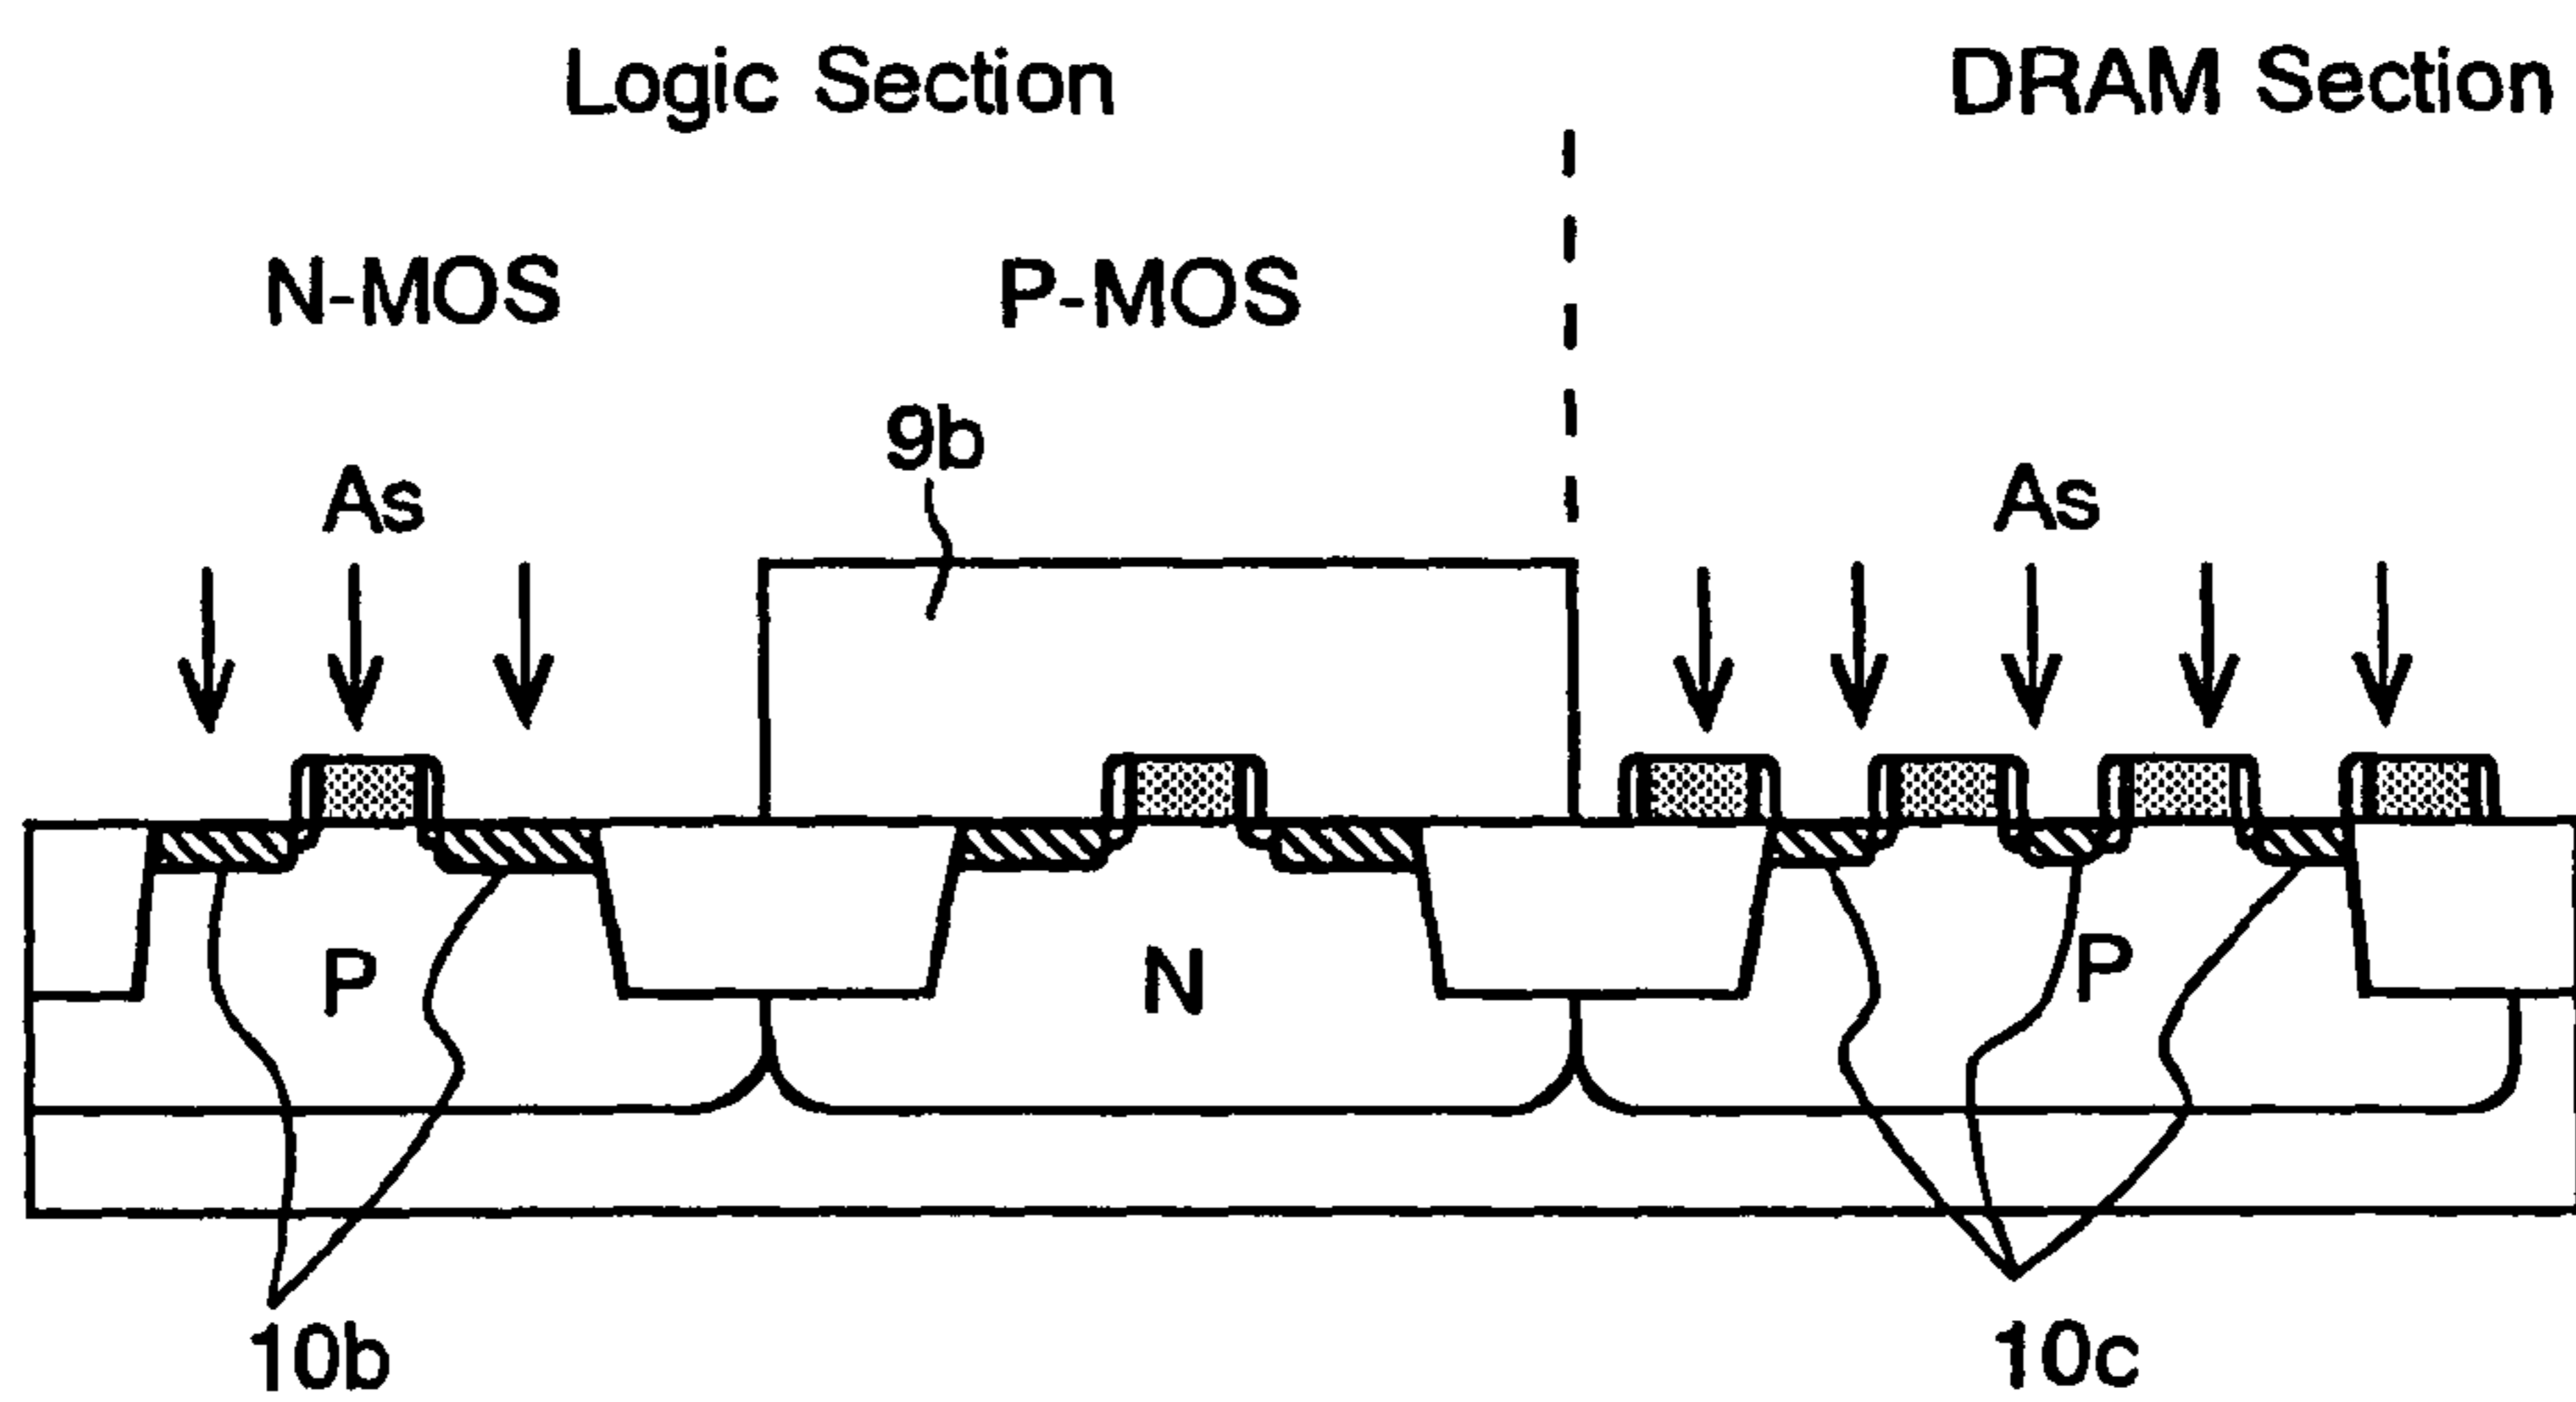 Logic Section
DRAM Section
N-MOS
P-MOS
9b
As
As
P
N
P
10b
10c